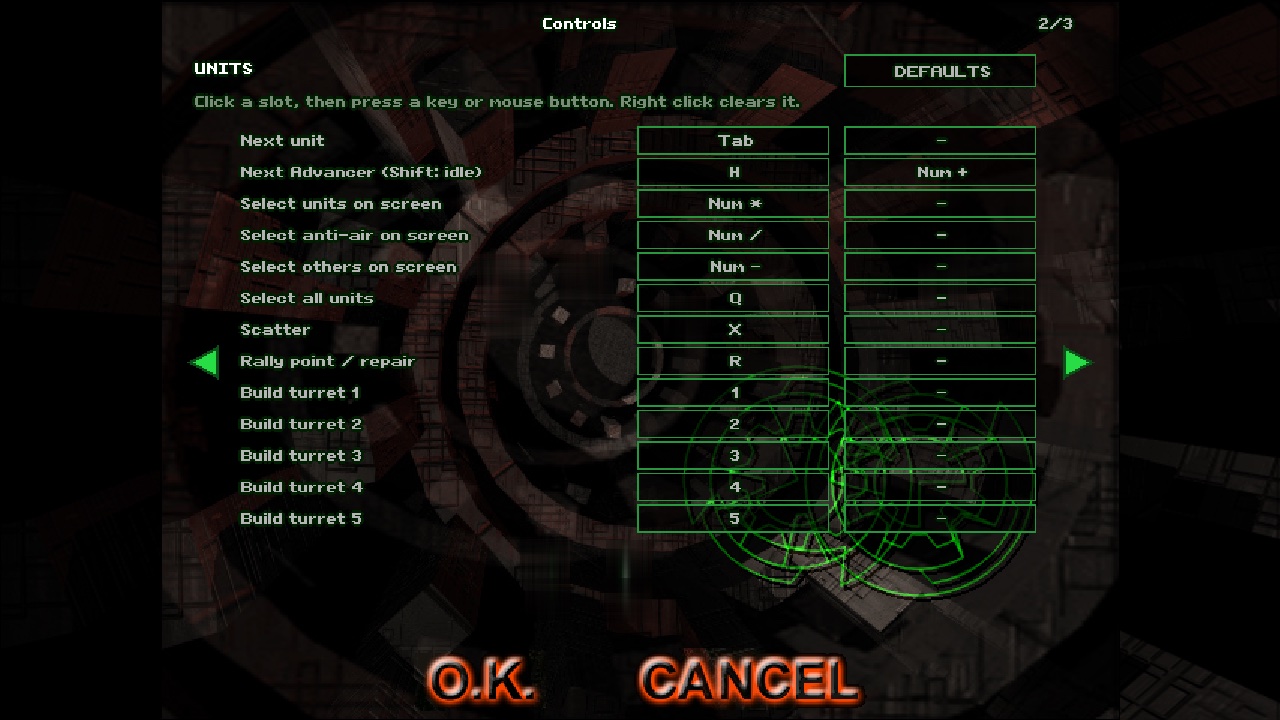 Controls 2/3
UNITS DEFAULTS
Click a slot, then press a key or mouse button. Right click clears it.
Next unit Tab -
Next Advancer (Shift: idle) H Num +
Select units on screen Num * -
Select anti-air on screen Num / -
Select others on screen Num - -
Select all units Q -
Scatter X -
Rally point / repair R -
Build turret 1 1 -
Build turret 2 2 -
Build turret 3 3 -
Build turret 4 4 -
Build turret 5 5 -
O.K. CANCEL